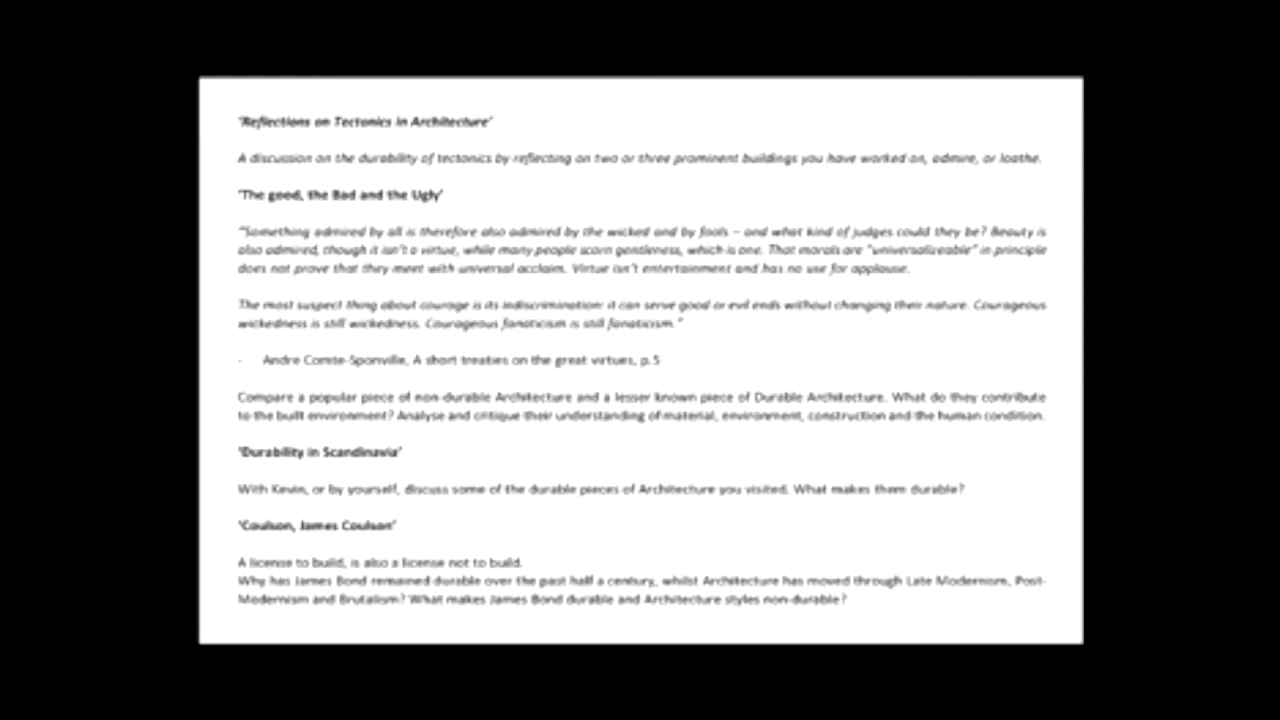 'Reflections on Tectonics in Architecture'
A discussion on the durability of tectonics by reflecting on two or three prominent buildings you have worked on, admire, or loathe.
'The good, the Bad and the Ugly'
"Something admired by all is therefore also admired by the wicked and by fools – and what kind of judges could they be? Beauty is
also admired, though it isn't a virtue, while many people scorn gentleness, which is one. That morals are "universalizeable" in principle
does not prove that they meet with universal acclaim. Virtue isn't entertainment and has no use for applause.
The most suspect thing about courage is its indiscrimination: it can serve good or evil ends without changing their nature. Courageous
wickedness is still wickedness. Courageous fanaticism is still fanaticism."
- Andre Comte-Sponville, A short treaties on the great virtues, p.5
Compare a popular piece of non-durable Architecture and a lesser known piece of Durable Architecture. What do they contribute
to the built environment? Analyse and critique their understanding of material, environment, construction and the human condition.
'Durability in Scandinavia'
With Kevin, or by yourself, discuss some of the durable pieces of Architecture you visited. What makes them durable?
'Coulson, James Coulson'
A license to build, is also a license not to build.
Why has James Bond remained durable over the past half a century, whilst Architecture has moved through Late Modernism, Post-
Modernism and Brutalism? What makes James Bond durable and Architecture styles non-durable?